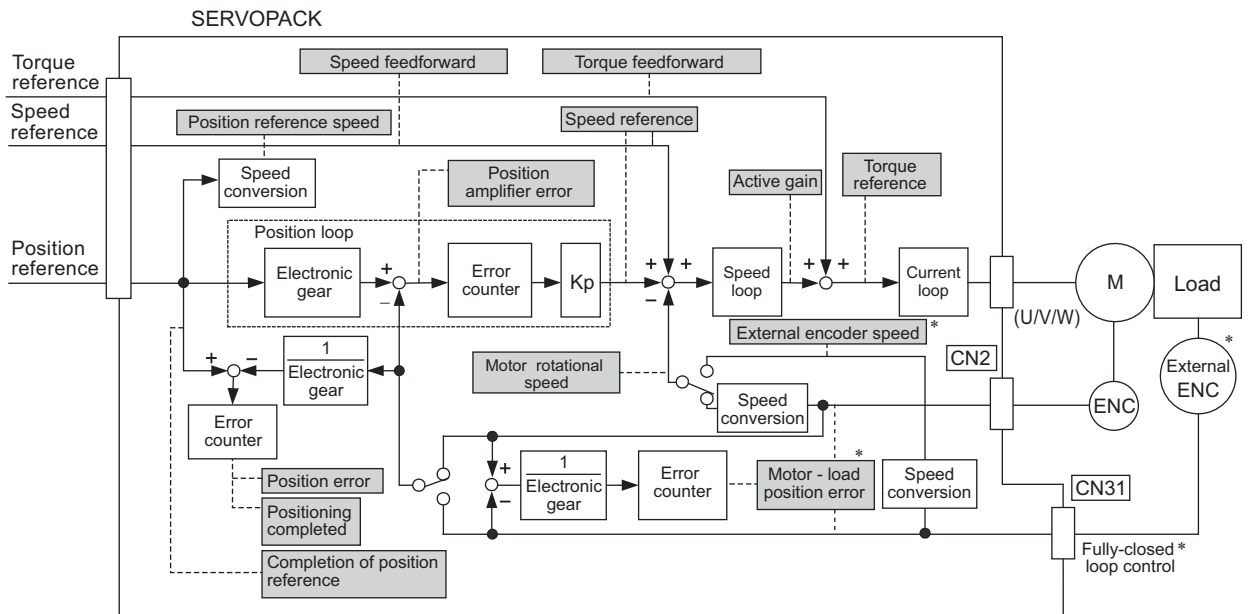 SERVOPACK
Torque
reference
Speed
reference
Position
reference
Speed feedforward
Torque feedforward
Position reference speed
Speed reference
Speed
conversion
Position
amplifier error
Active gain
Torque
reference
Position loop
Electronic
gear
+
−
Error
counter
Kp
+
+
−
Speed
loop
+
+
Current
loop
(U/V/W)
M
Load
External encoder speed *
CN2
*
External
ENC
ENC
+
−
1
Electronic
gear
Motor rotational
speed
Speed
conversion
Error
counter
Position error
Positioning
completed
Completion of position
reference
+
−
1
Electronic
gear
Error
counter
*
Motor - load
position error
Speed
conversion
CN31
Fully-closed *
loop control